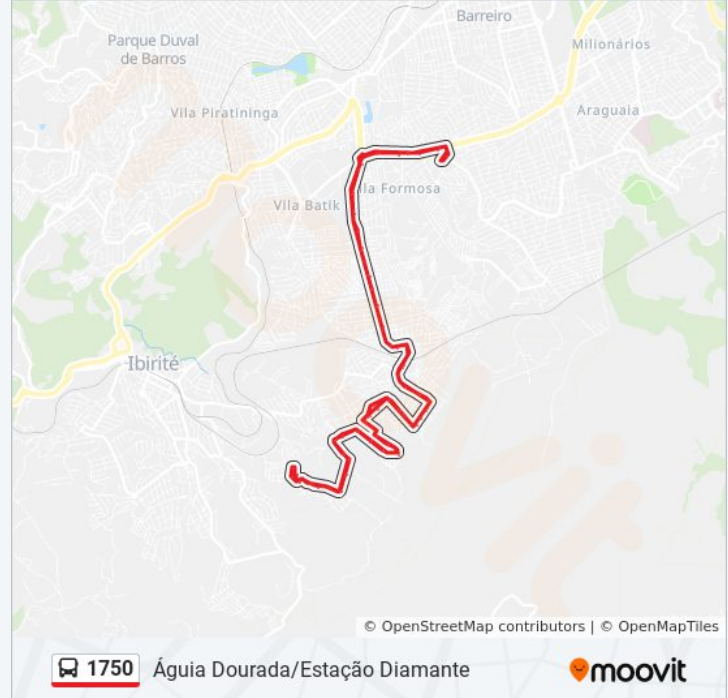 Barreiro
Parque Duval
de Barros
Milionários
Vila Piratininga
Araguaia
Vila Batik
la Formosa
Ibirité
© OpenStreetMap contributors | © OpenMapTiles
1750 Águia Dourada/Estação Diamante
moovit